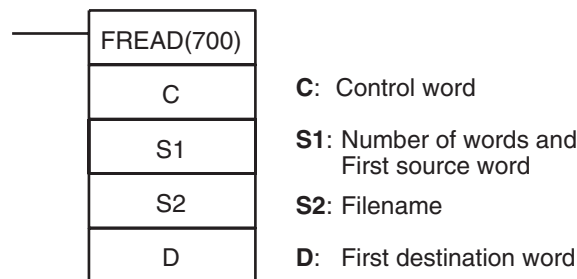 FREAD(700)
C
C: Control word
S1
S1: Number of words and
First source word
S2
S2: Filename
D
D: First destination word